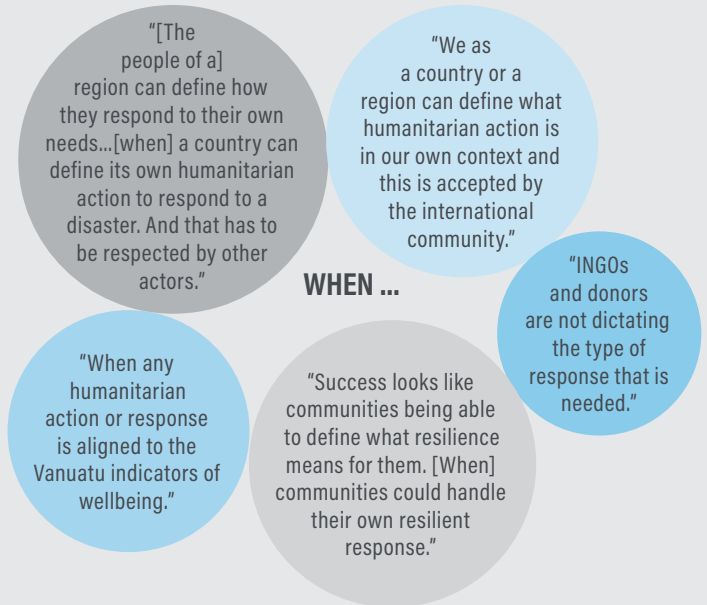 “[The
people of a]
region can define how
they respond to their own
needs...[when] a country can
define its own humanitarian
action to respond to a
disaster. And that has to
be respected by other
actors.”
“We as
a country or a
region can define what
humanitarian action is
in our own context and
this is accepted by
the international
community.”
WHEN ...
“INGOs
and donors
are not dictating
the type of
response that is
needed.”
“When any
humanitarian
action or response
is aligned to the
Vanuatu indicators of
wellbeing.”
“Success looks like
communities being able
to define what resilience
means for them. [When]
communities could handle
their own resilient
response.”